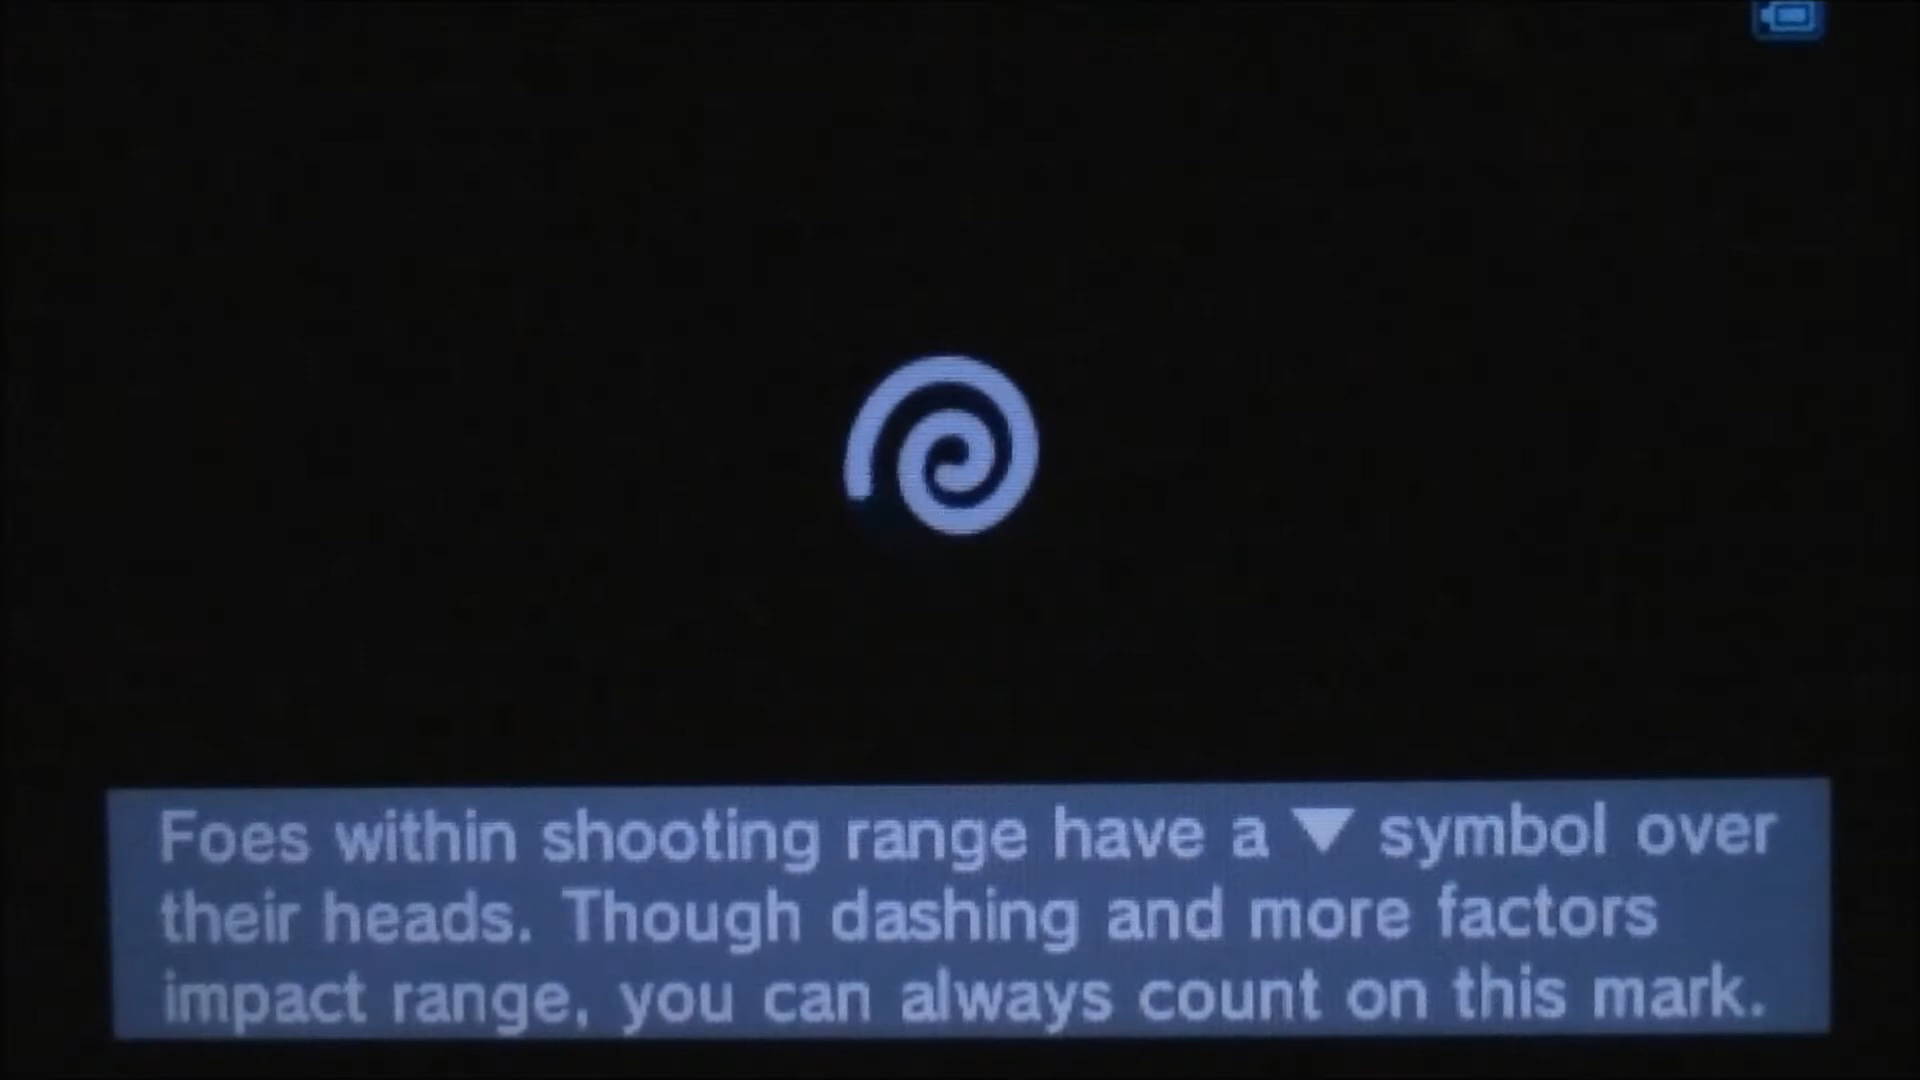 Foes within shooting range have a ▼ symbol over
their heads. Though dashing and more factors
impact range, you can always count on this mark.